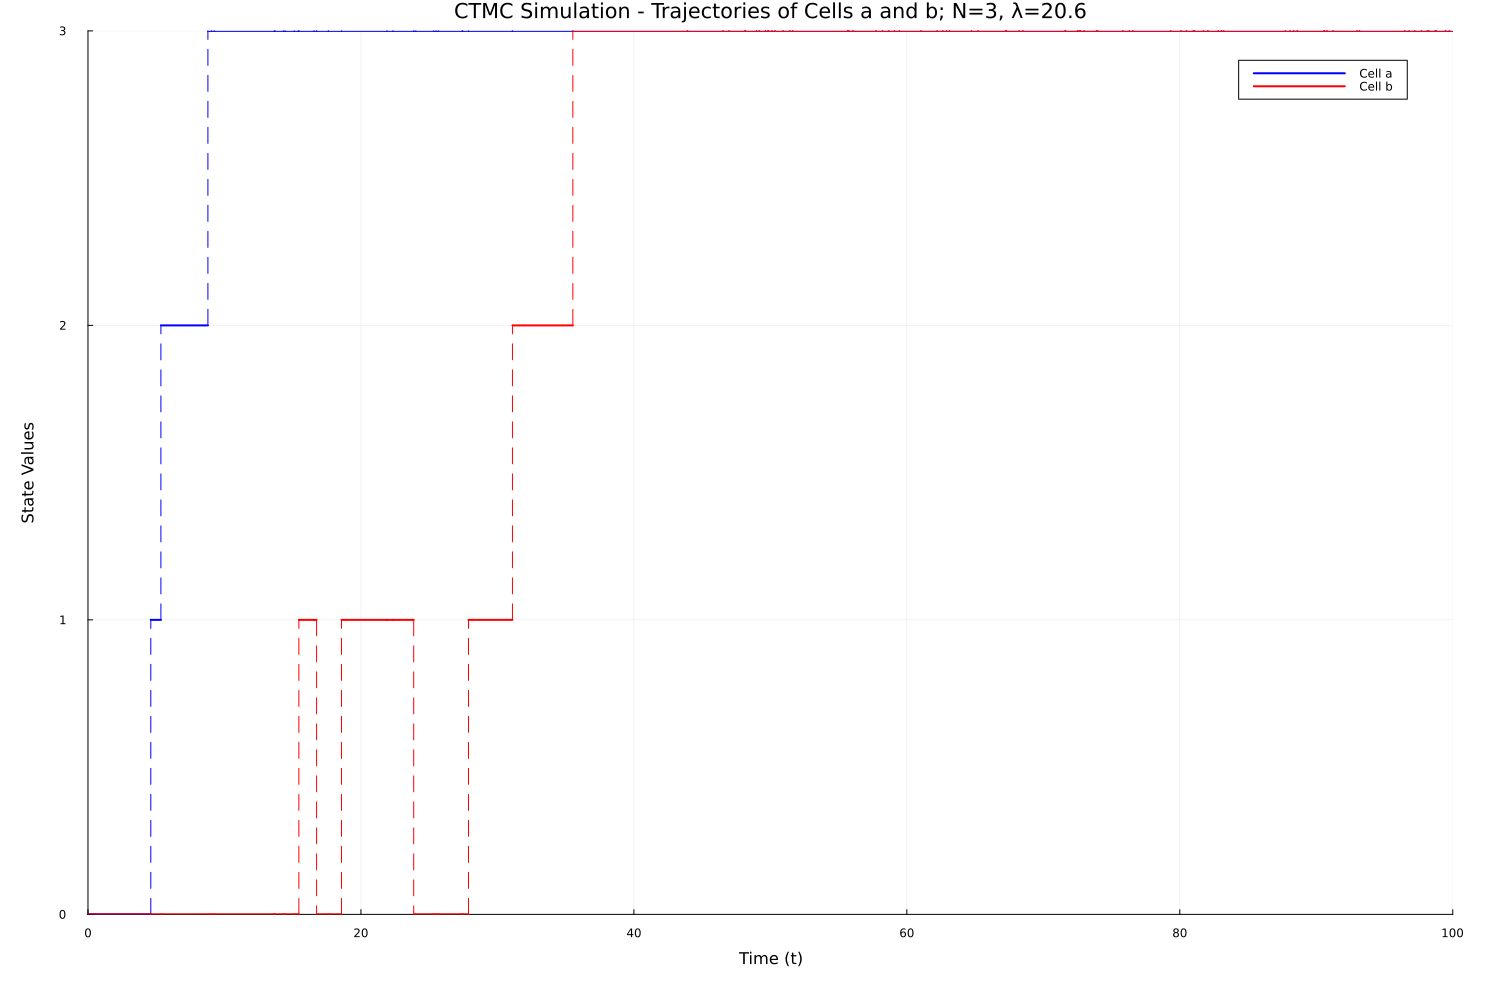 CTMC Simulation - Trajectories of Cells a and b; N=3, λ=20.6
3
Cell a
Cell b
2
State Values
1
0
0 20 40 60 80 100
Time (t)